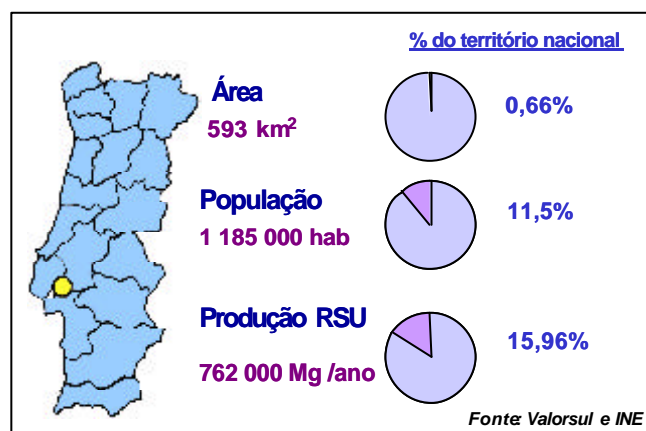 % do território nacional
Área
593 km²
0,66%
População
1 185 000 hab
11,5%
Produção RSU
762 000 Mg /ano
15,96%
Fonte: Valorsul e INE